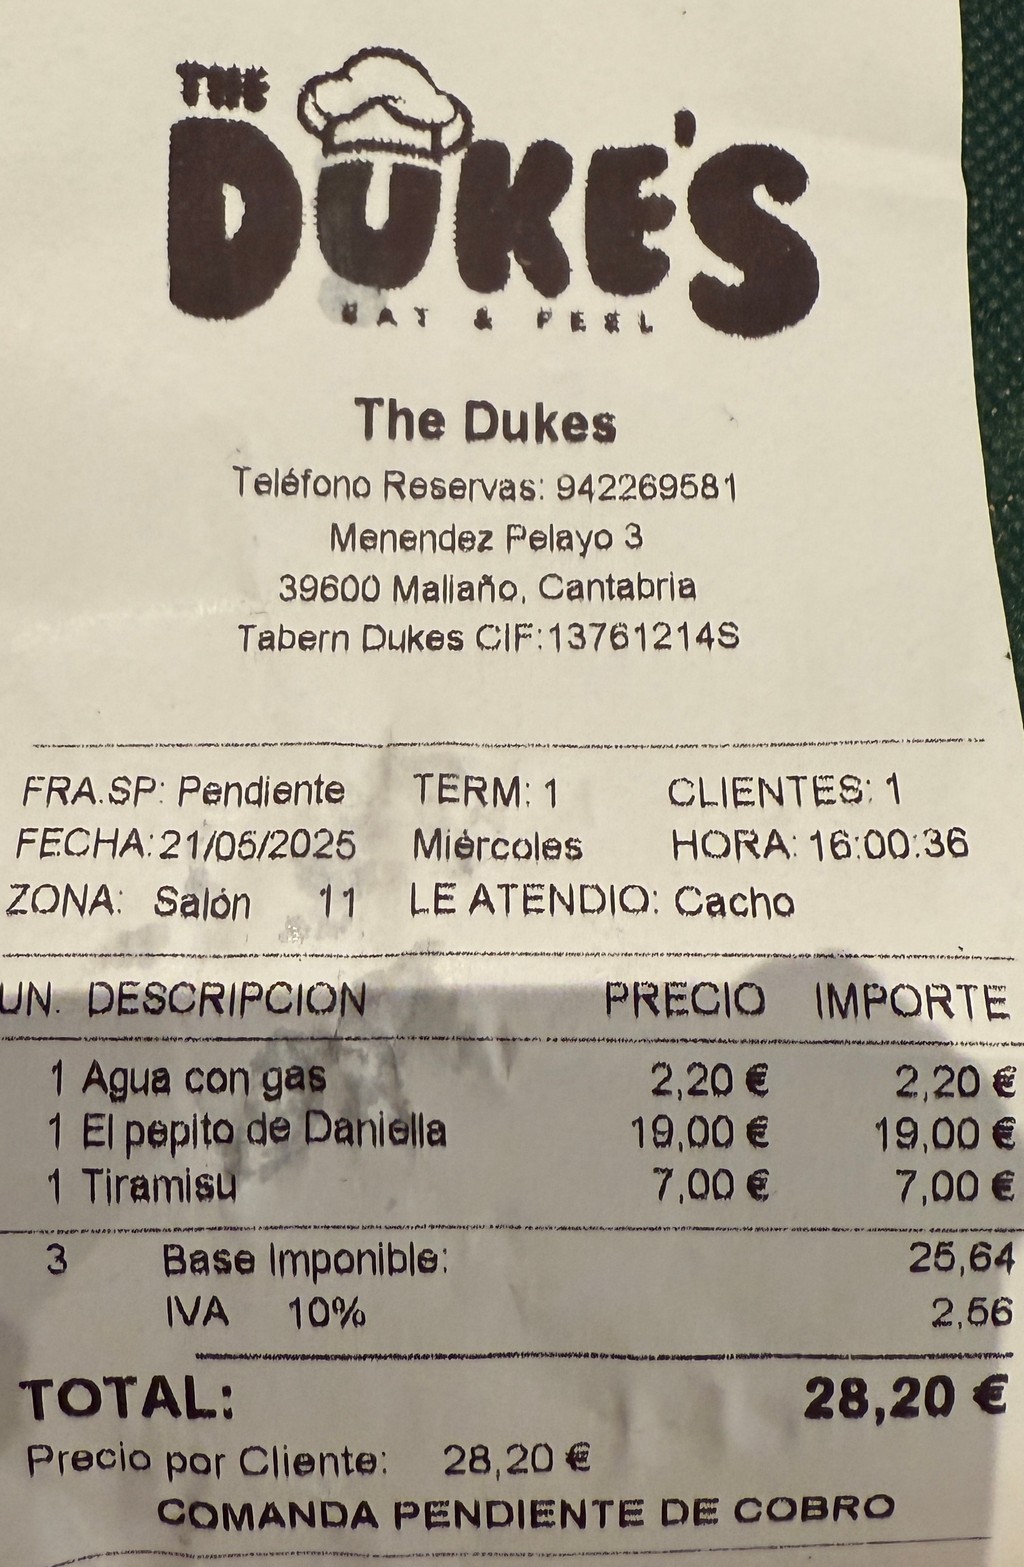 THE
DUKE'S
EAT & FEEL
The Dukes
Teléfono Reservas: 942269581
Menendez Pelayo 3
39600 Maliaño, Cantabria
Tabern Dukes CIF:13761214S
FRA.SP: Pendiente TERM: 1 CLIENTES: 1
FECHA: 21/05/2025 Miércoles HORA: 16:00:36
ZONA: Salón 11 LE ATENDIO: Cacho
UN. DESCRIPCION PRECIO IMPORTE
1 Agua con gas 2,20 € 2,20 €
1 El pepito de Daniella 19,00 € 19,00 €
1 Tiramisu 7,00 € 7,00 €
3 Base Imponible: 25,64
IVA 10% 2,56
TOTAL: 28,20 €
Precio por Cliente: 28,20 €
COMANDA PENDIENTE DE COBRO